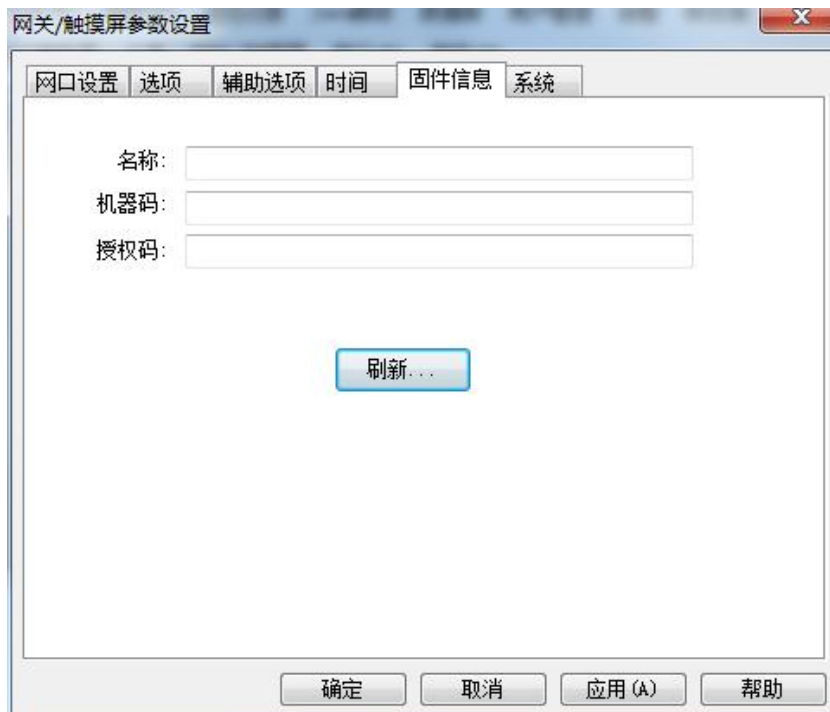 网关/触摸屏参数设置
网口设置 选项 辅助选项 时间 固件信息 系统
名称:
机器码:
授权码:
刷新...
确定 取消 应用(A) 帮助